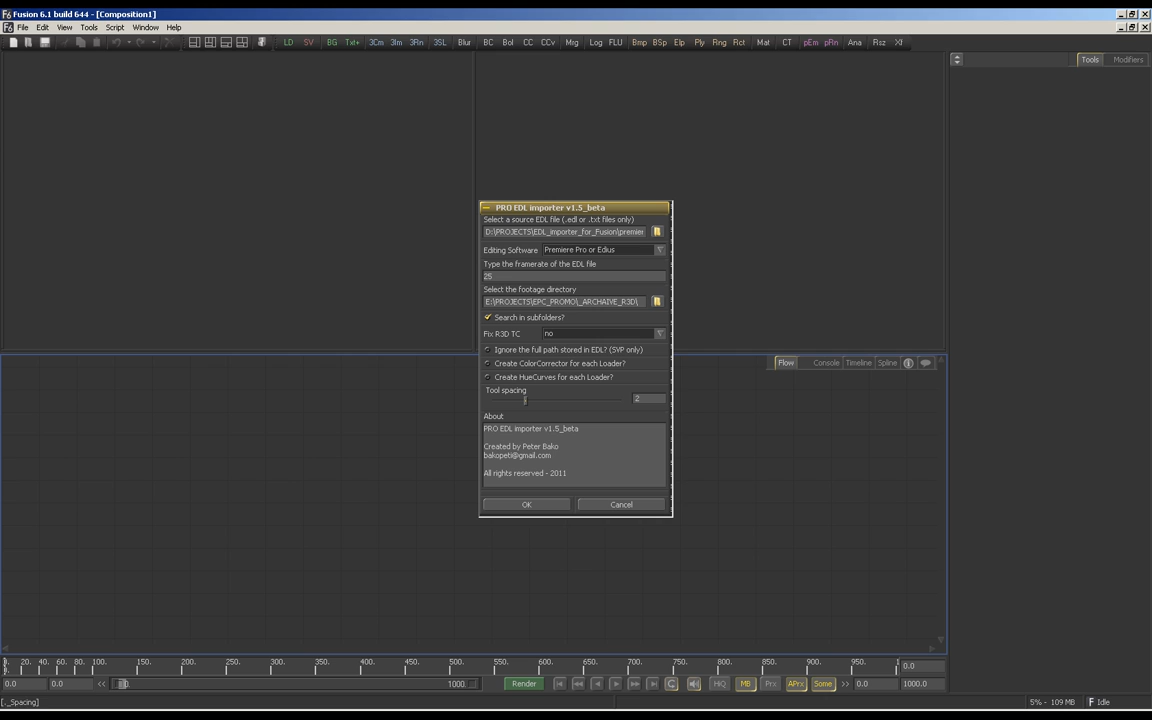 Fusion 6.1 build 644 - [Composition1]
File Edit View Tools Script Window Help
LD SV BG Txt+ 3Cm 3Im 3Rn 3SL Blur BC Bol CC CCv Mrg Log FLU Bmp BSp Elp Ply Rng Rct Mat CT pEm pRn Ana Rsz Xf
Tools Modifiers
PRO EDL importer v1.5_beta
Select a source EDL file (.edl or .txt files only)
D:\PROJECTS\EDL_importer_for_Fusion\premier
Editing Software Premiere Pro or Edius
Type the framerate of the EDL file
25
Select the footage directory
E:\PROJECTS\EPC_PROMO\_ARCHAIVE_R3D\
Search in subfolders?
Fix R3D TC no
Ignore the full path stored in EDL? (SVP only)
Create ColorCorrector for each Loader?
Create HueCurves for each Loader?
Tool spacing
2
About
PRO EDL importer v1.5_beta
Created by Peter Bako
bakopeti@gmail.com
All rights reserved - 2011
OK Cancel
Flow Console Timeline Spline
20. 40. 60. 80. 100. 150. 200. 250. 300. 350. 400. 450. 500. 550. 600. 650. 700. 750. 800. 850. 900. 950. 0.0
0.0 0.0 << 1000. Render HiQ MB Prx APrx Some >> 0.0 1000.0
[._Spacing] 5% - 109 MB Idle